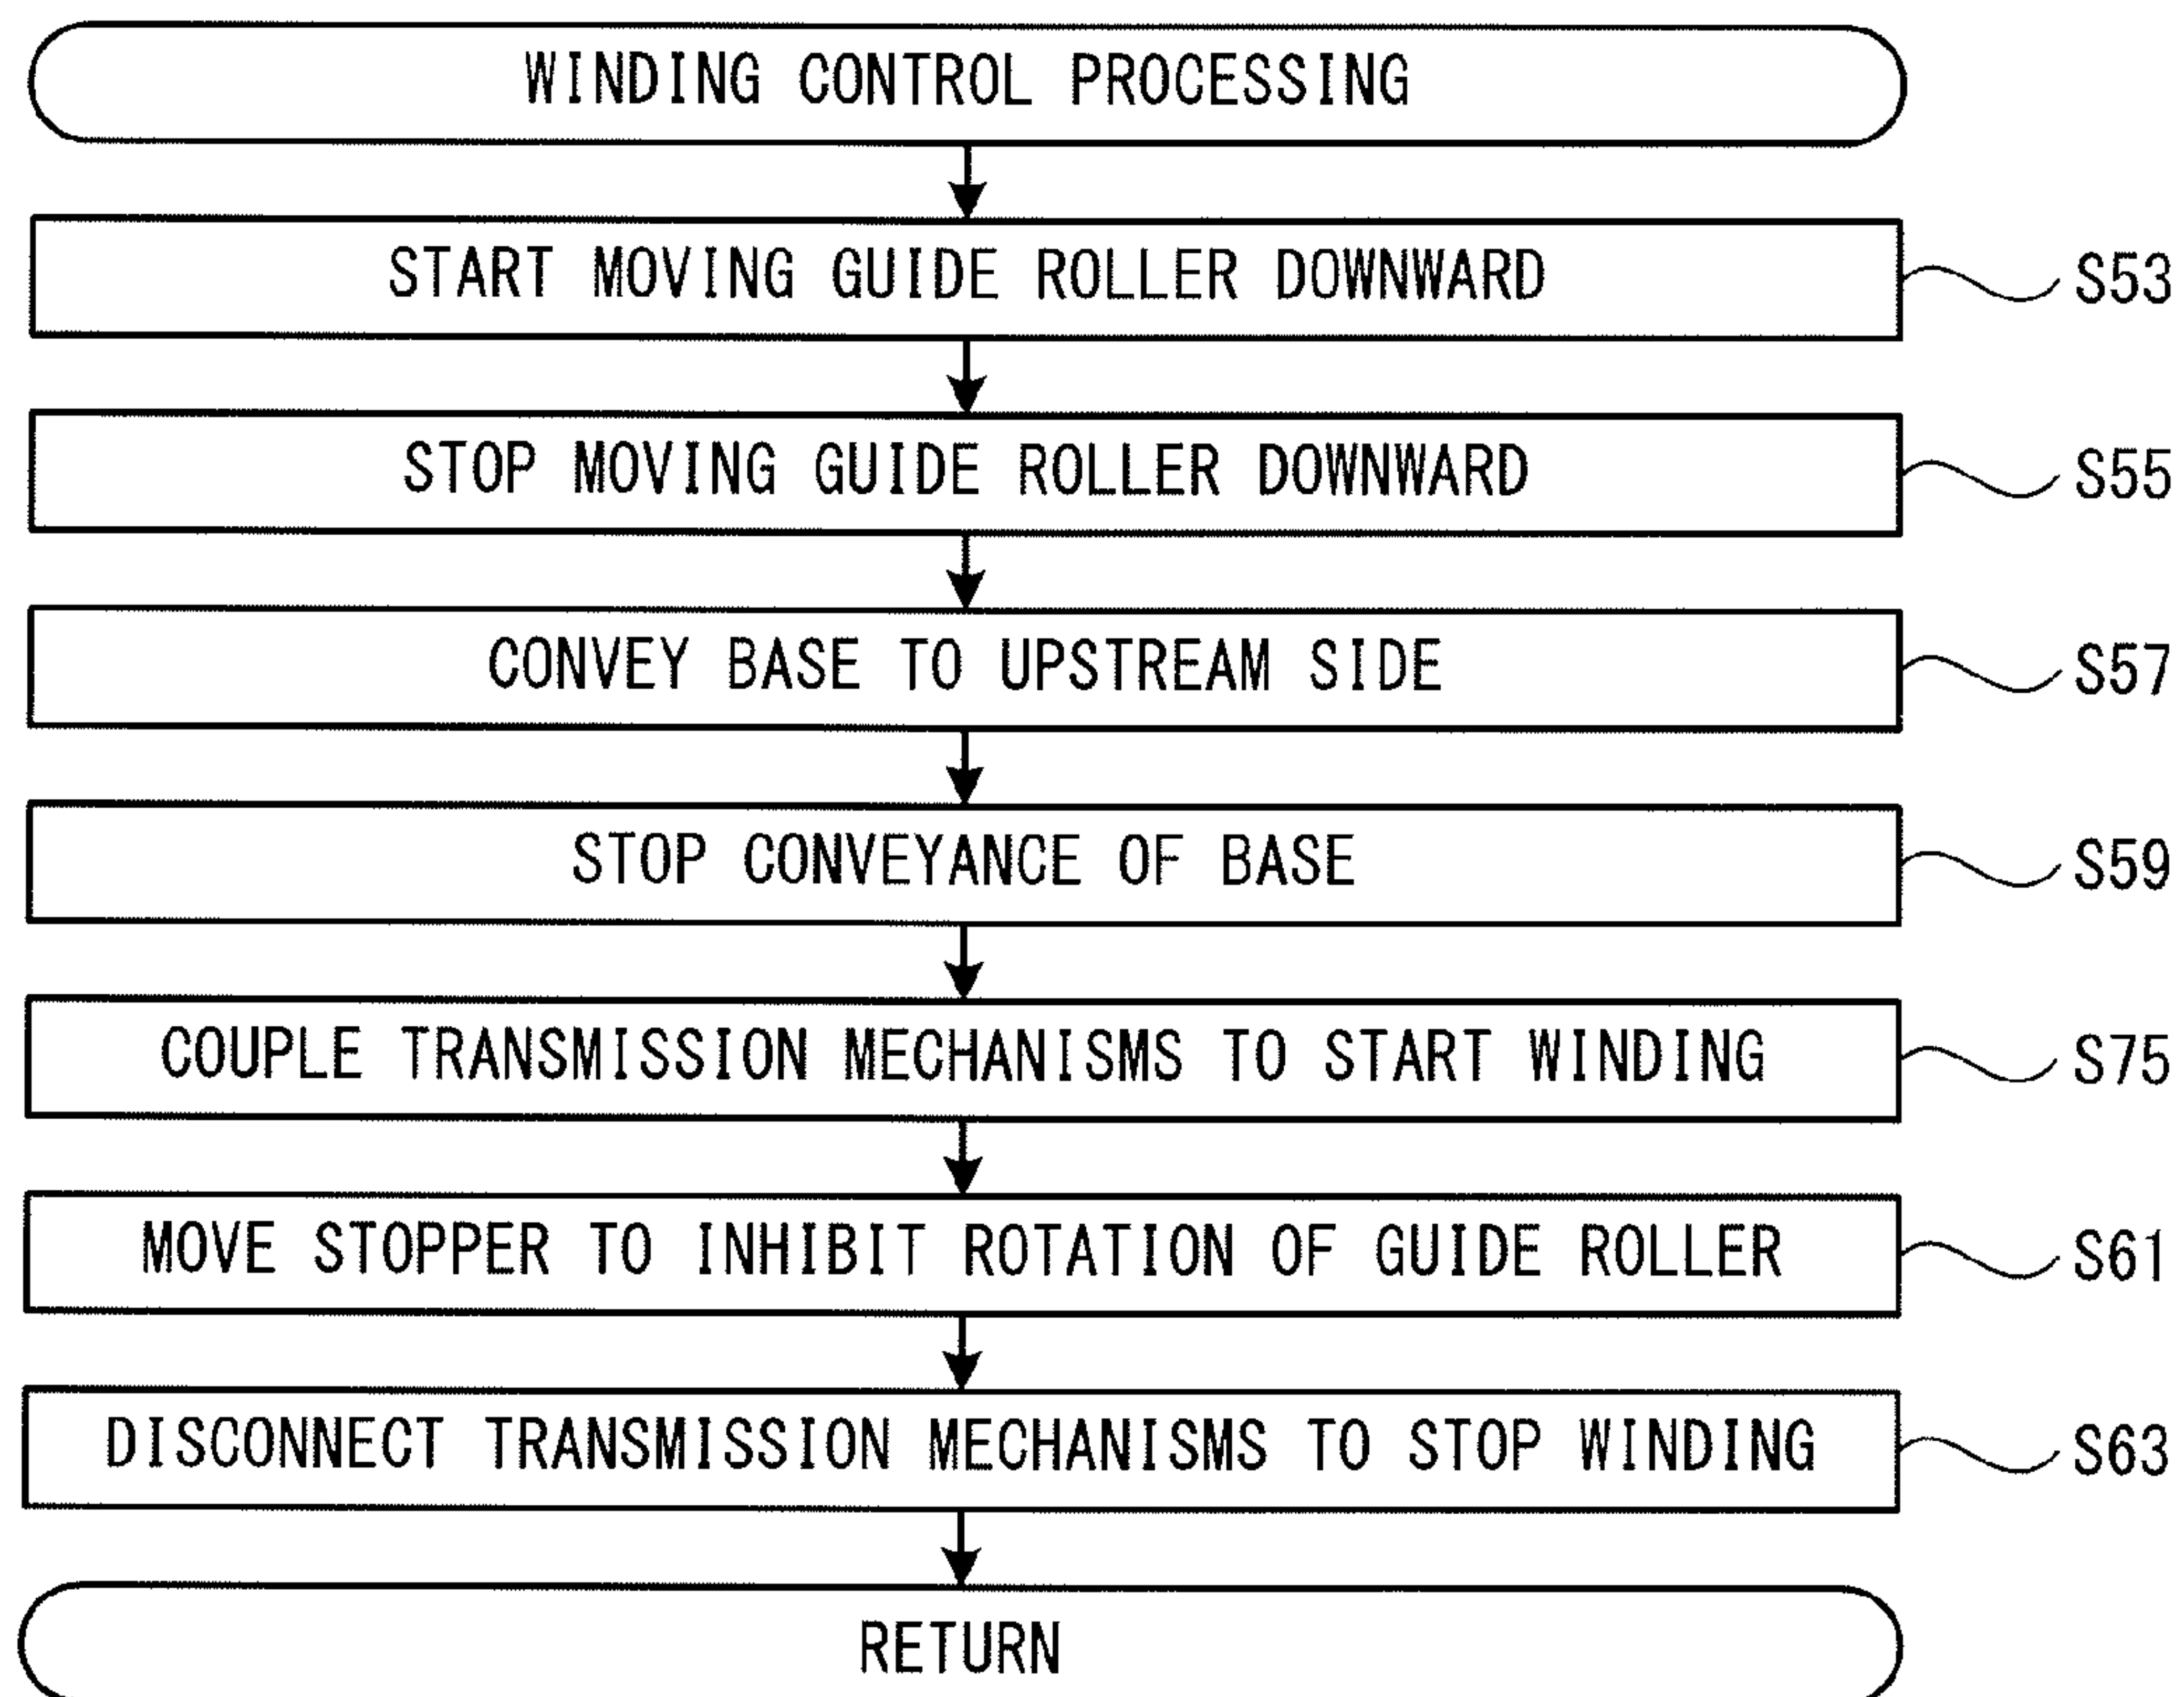 WINDING CONTROL PROCESSING
START MOVING GUIDE ROLLER DOWNWARD S53
STOP MOVING GUIDE ROLLER DOWNWARD S55
CONVEY BASE TO UPSTREAM SIDE S57
STOP CONVEYANCE OF BASE S59
COUPLE TRANSMISSION MECHANISMS TO START WINDING S75
MOVE STOPPER TO INHIBIT ROTATION OF GUIDE ROLLER S61
DISCONNECT TRANSMISSION MECHANISMS TO STOP WINDING S63
RETURN